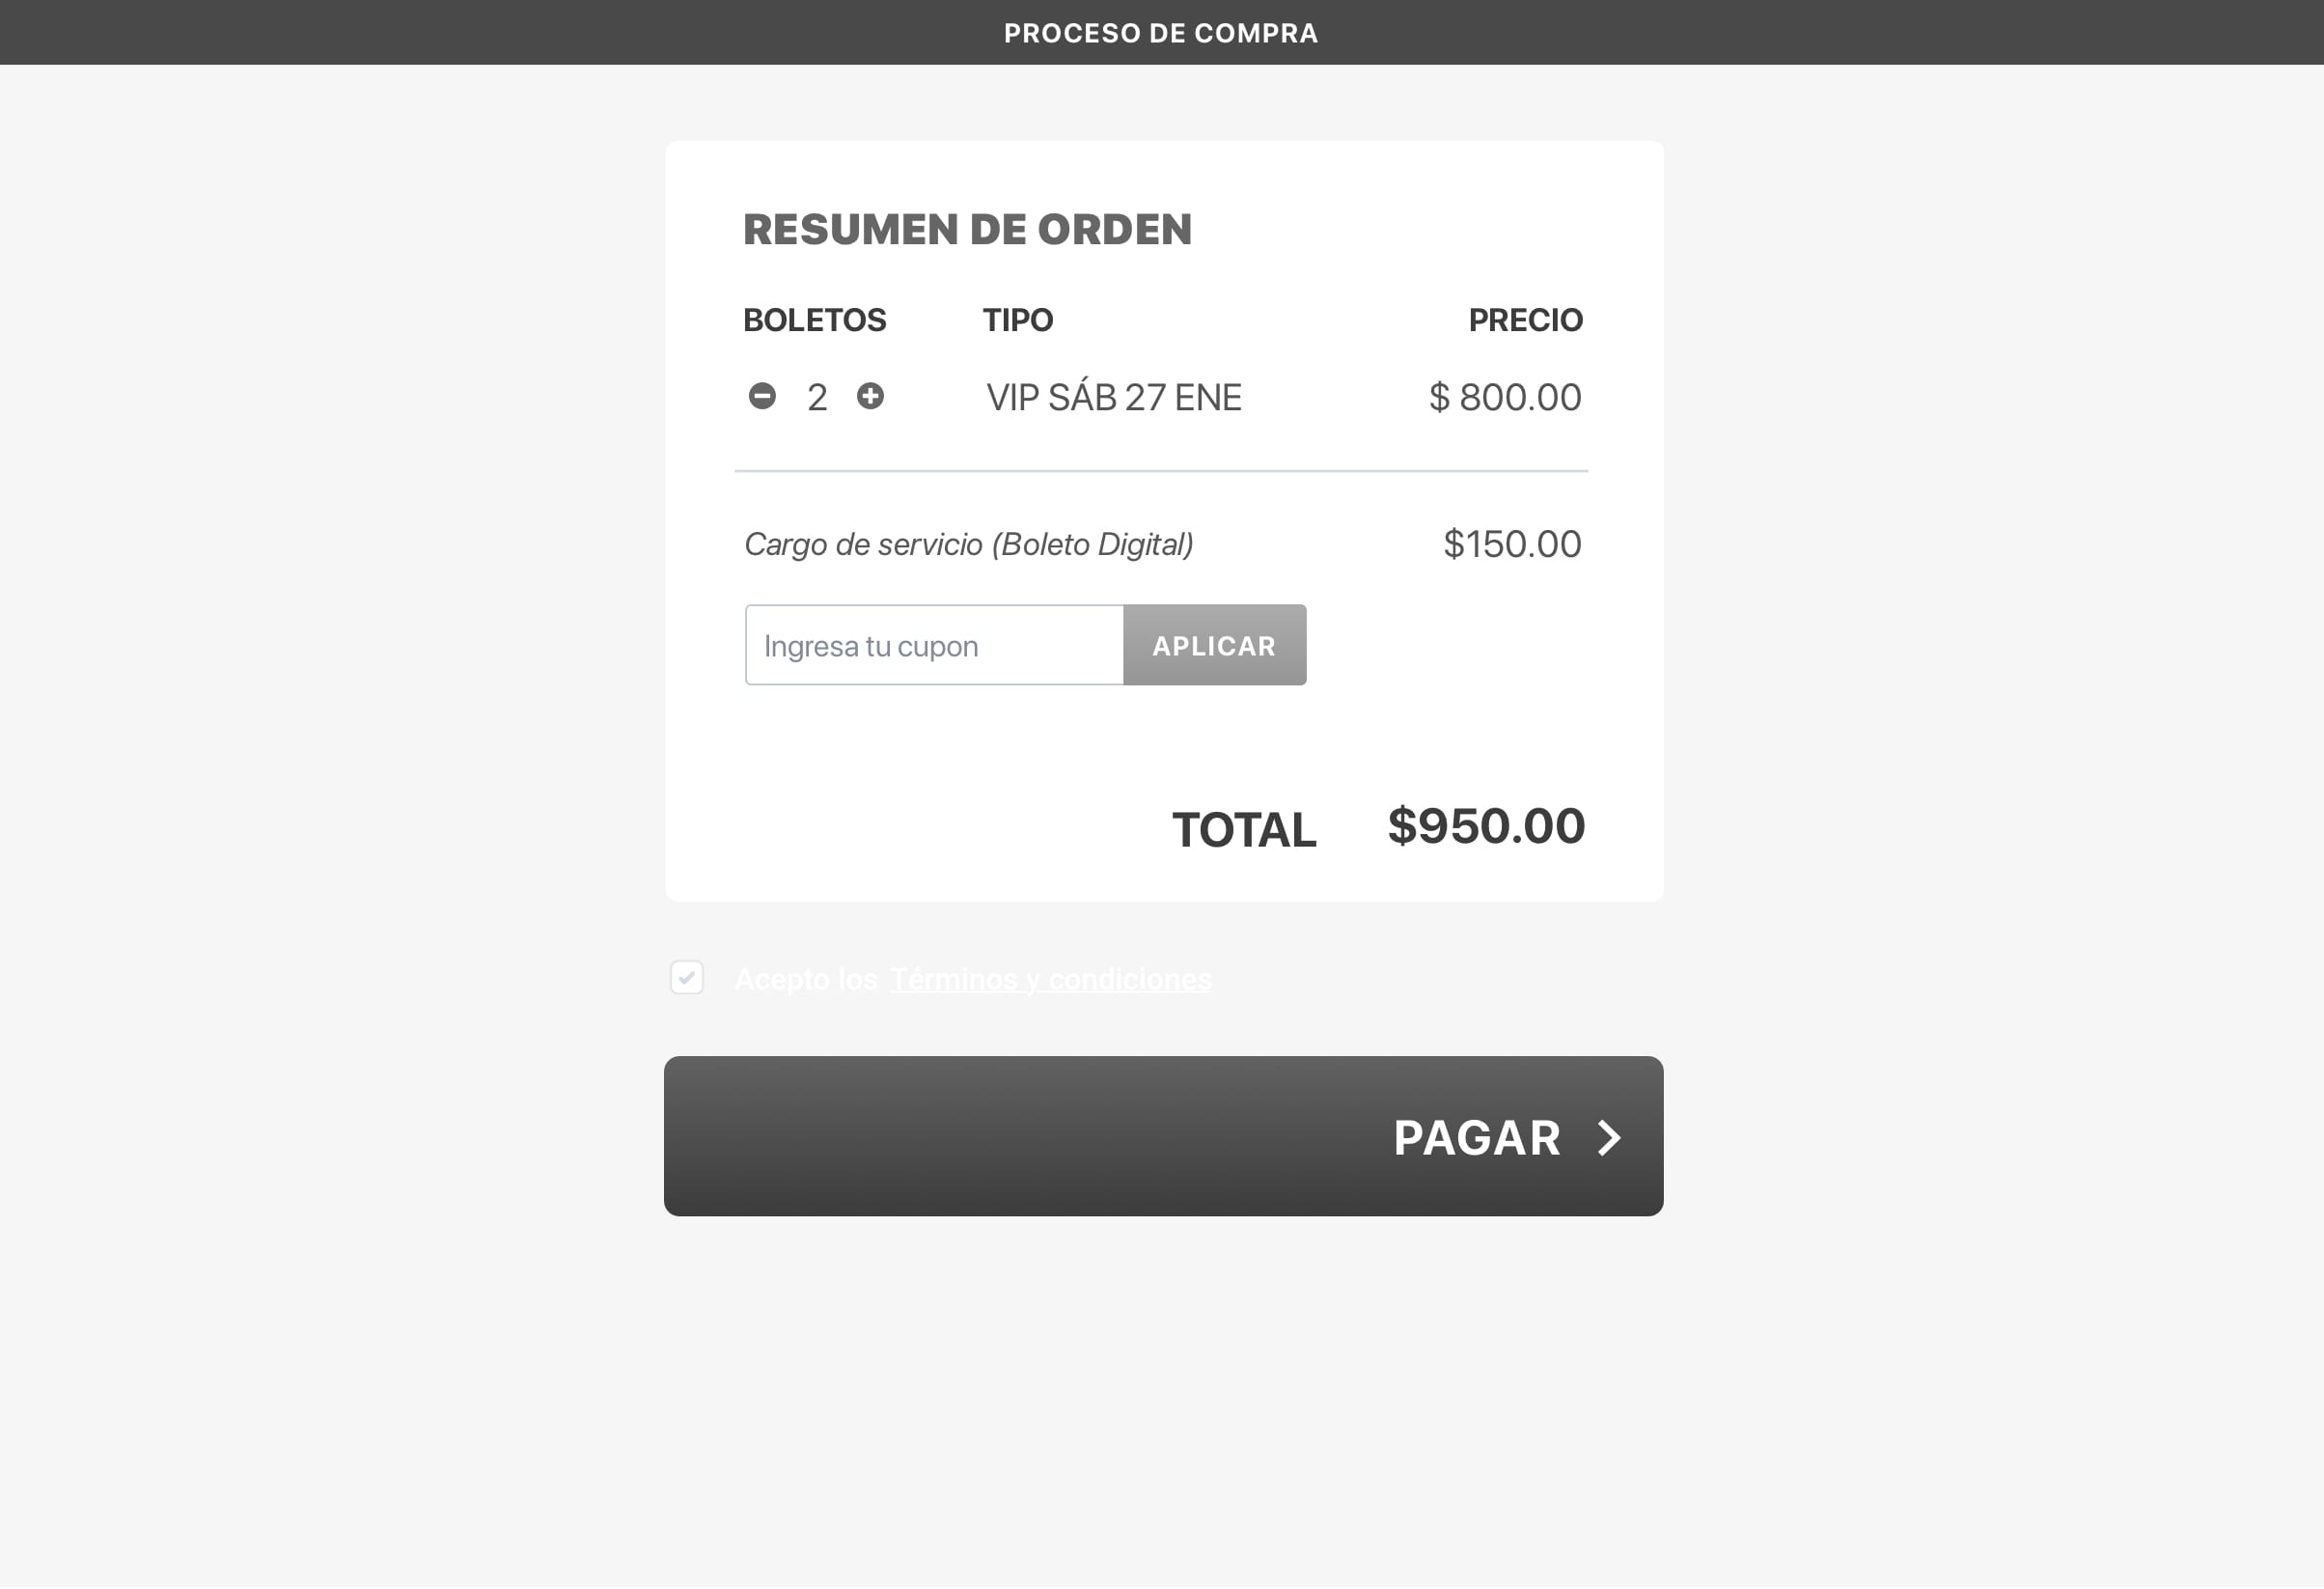 PROCESO DE COMPRA
RESUMEN DE ORDEN
BOLETOS TIPO PRECIO
2 VIP SÁB 27 ENE $ 800.00
Cargo de servicio (Boleto Digital) $150.00
Ingresa tu cupon APLICAR
TOTAL $950.00
Acepto los Términos y condiciones
PAGAR